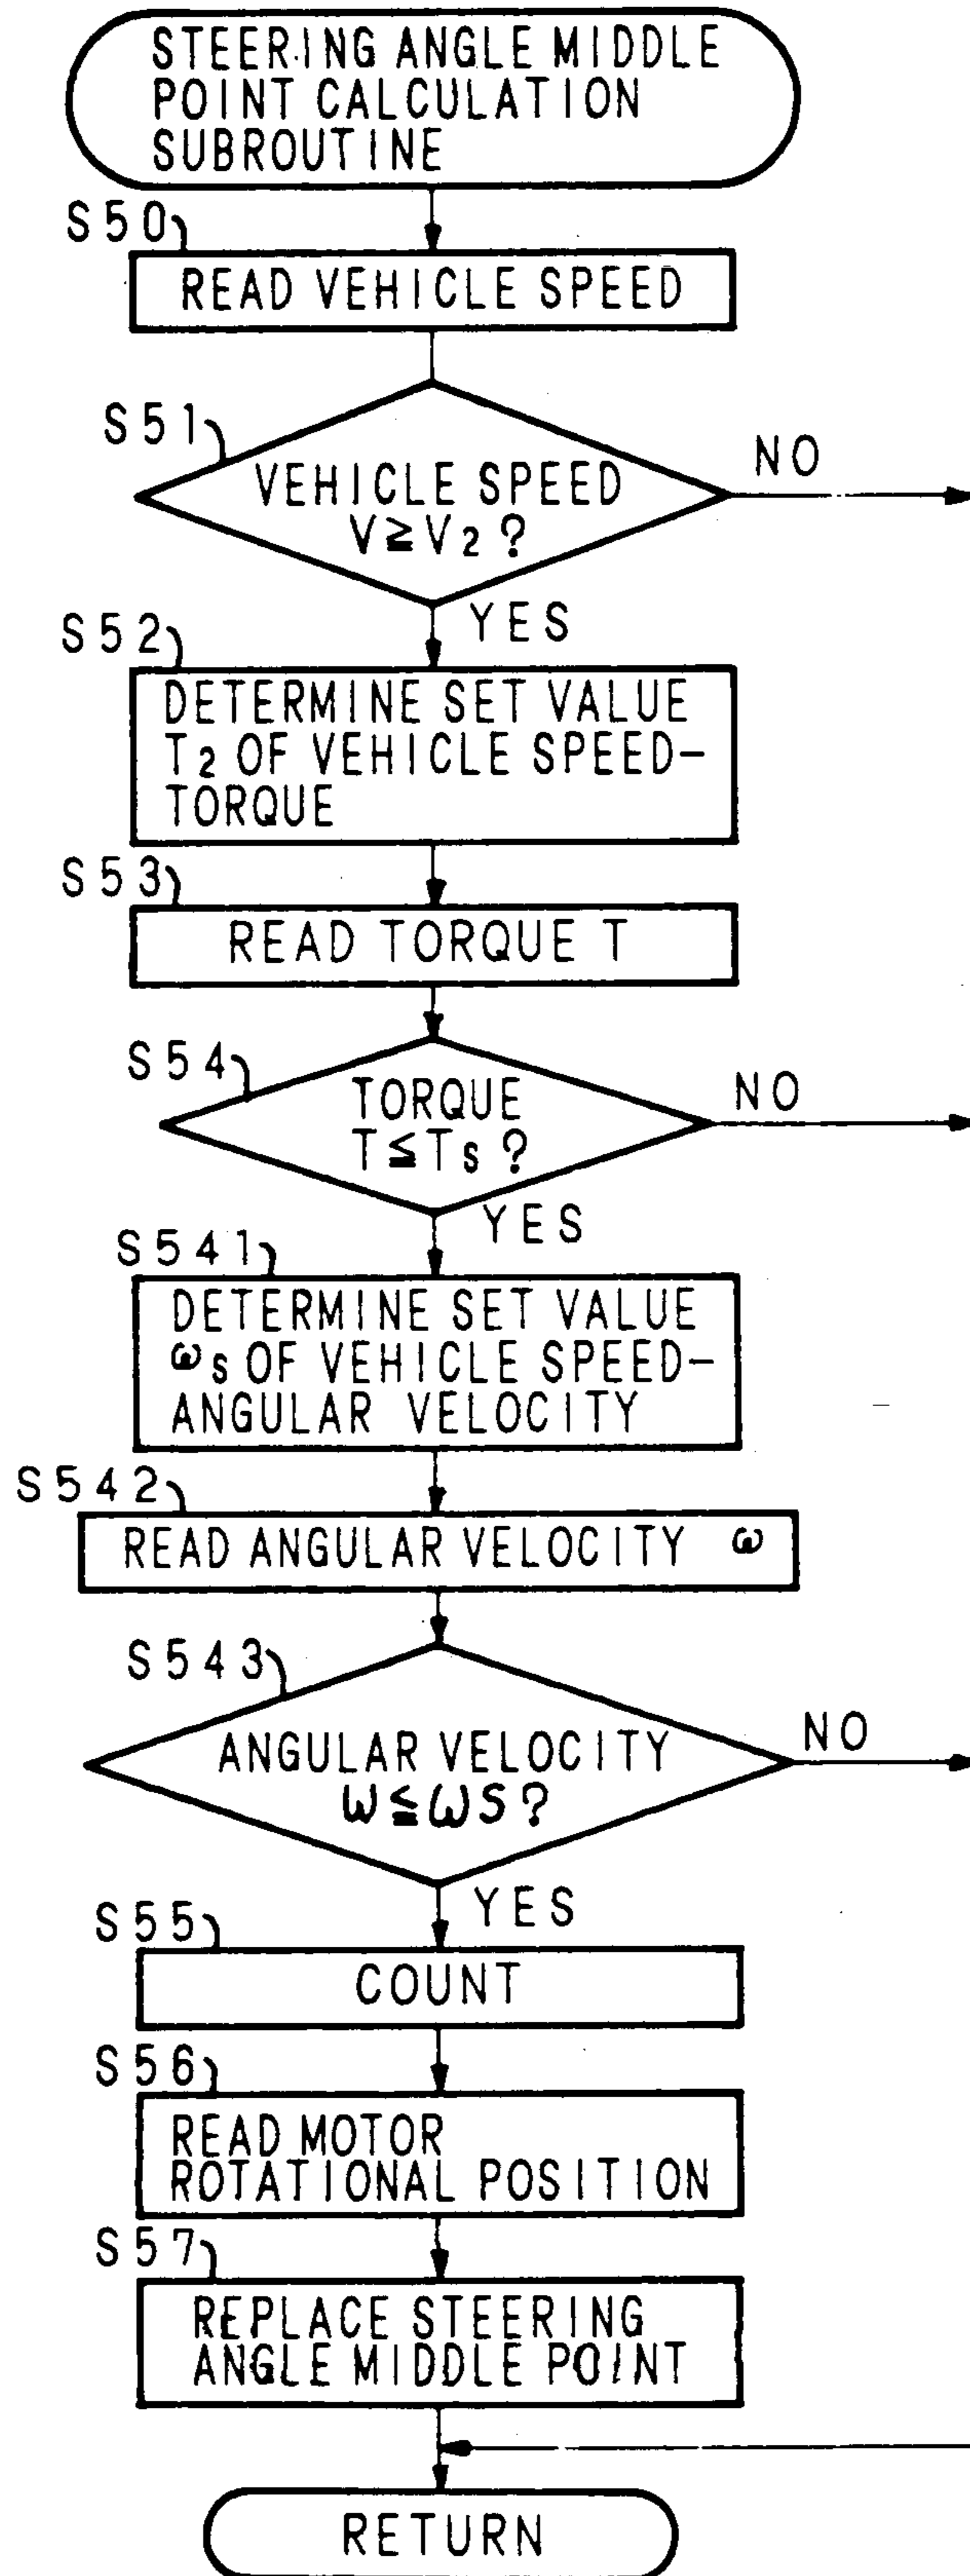 STEERING ANGLE MIDDLE
POINT CALCULATION
SUBROUTINE
S50
READ VEHICLE SPEED
S51
VEHICLE SPEED
V≧V2 ?
NO
YES
S52
DETERMINE SET VALUE
T2 OF VEHICLE SPEED-
TORQUE
S53
READ TORQUE T
S54
TORQUE
T≦Ts ?
NO
YES
S541
DETERMINE SET VALUE
ωs OF VEHICLE SPEED-
ANGULAR VELOCITY
S542
READ ANGULAR VELOCITY ω
S543
ANGULAR VELOCITY
ω≦ωS?
NO
YES
S55
COUNT
S56
READ MOTOR
ROTATIONAL POSITION
S57
REPLACE STEERING
ANGLE MIDDLE POINT
RETURN